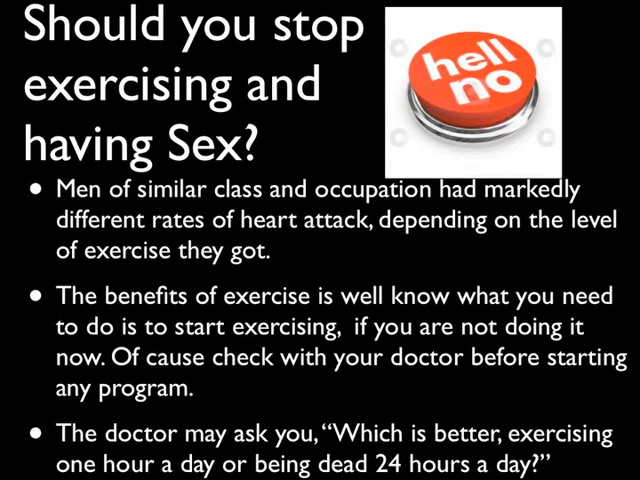 Should you stop
exercising and
having Sex?
hell
no
• Men of similar class and occupation had markedly
different rates of heart attack, depending on the level
of exercise they got.
• The benefits of exercise is well know what you need
to do is to start exercising, if you are not doing it
now. Of cause check with your doctor before starting
any program.
• The doctor may ask you, “Which is better, exercising
one hour a day or being dead 24 hours a day?”